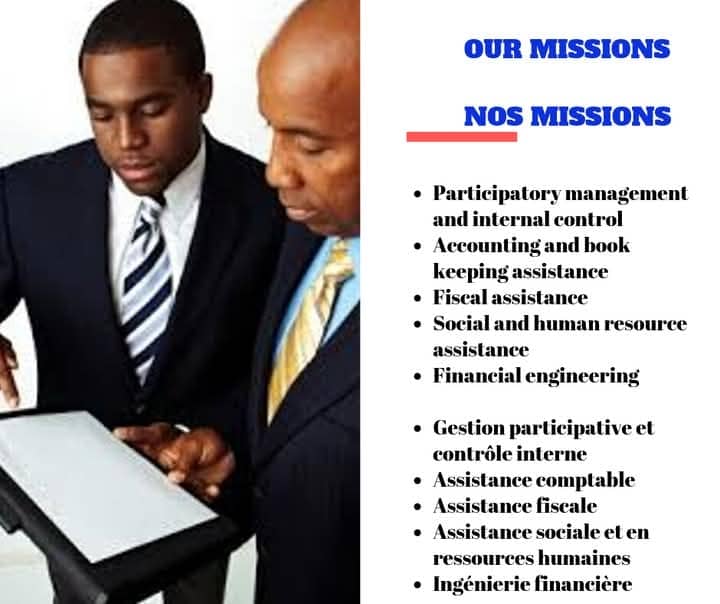 OUR MISSIONS
NOS MISSIONS
• Participatory management
and internal control
• Accounting and book
keeping assistance
• Fiscal assistance
• Social and human resource
assistance
• Financial engineering
• Gestion participative et
contrôle interne
• Assistance comptable
• Assistance fiscale
• Assistance sociale et en
ressources humaines
• Ingénierie financière